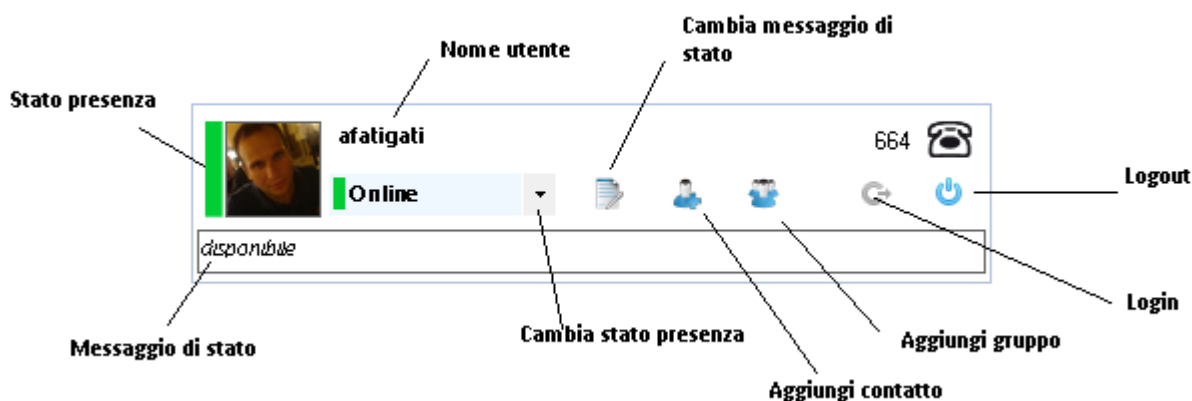 Cambia messaggio di
stato
Nome utente
Stato presenza
afatigati
664
Logout
Online
disponibile
Login
Cambia stato presenza
Aggiungi gruppo
Messaggio di stato
Aggiungi contatto